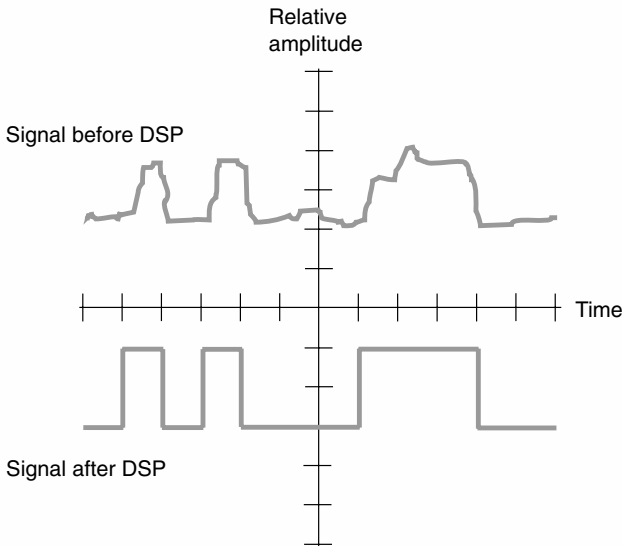 Relative
amplitude
Signal before DSP
Time
Signal after DSP